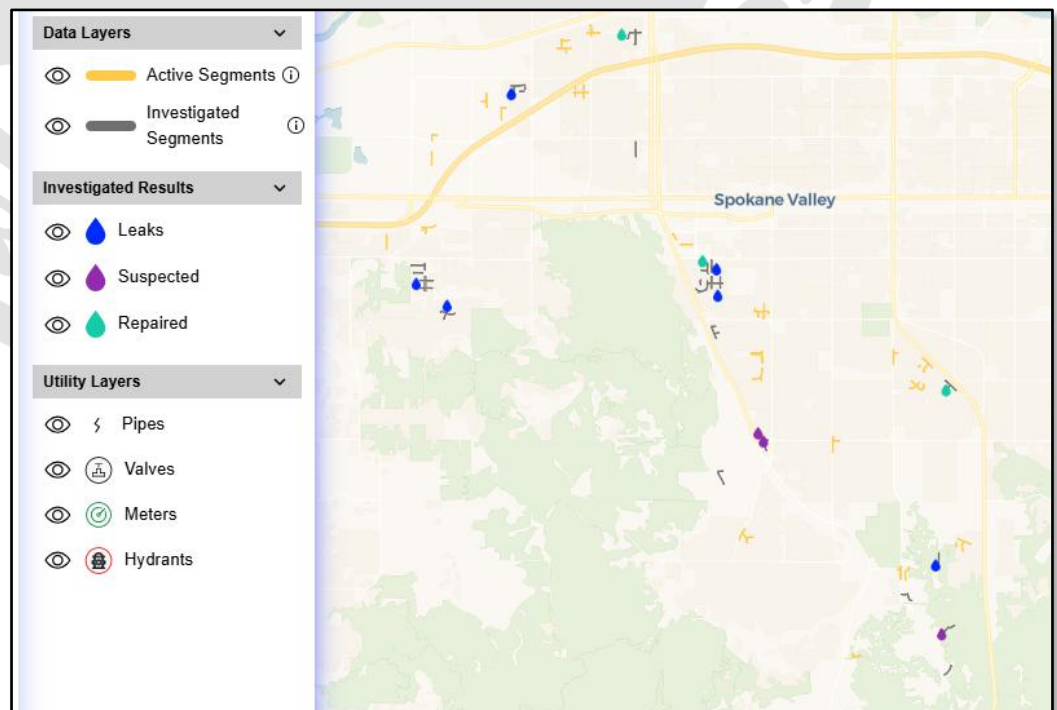 Data Layers
Active Segments
Investigated
Segments
Investigated Results
Leaks
Suspected
Repaired
Utility Layers
Pipes
Valves
Meters
Hydrants
Spokane Valley